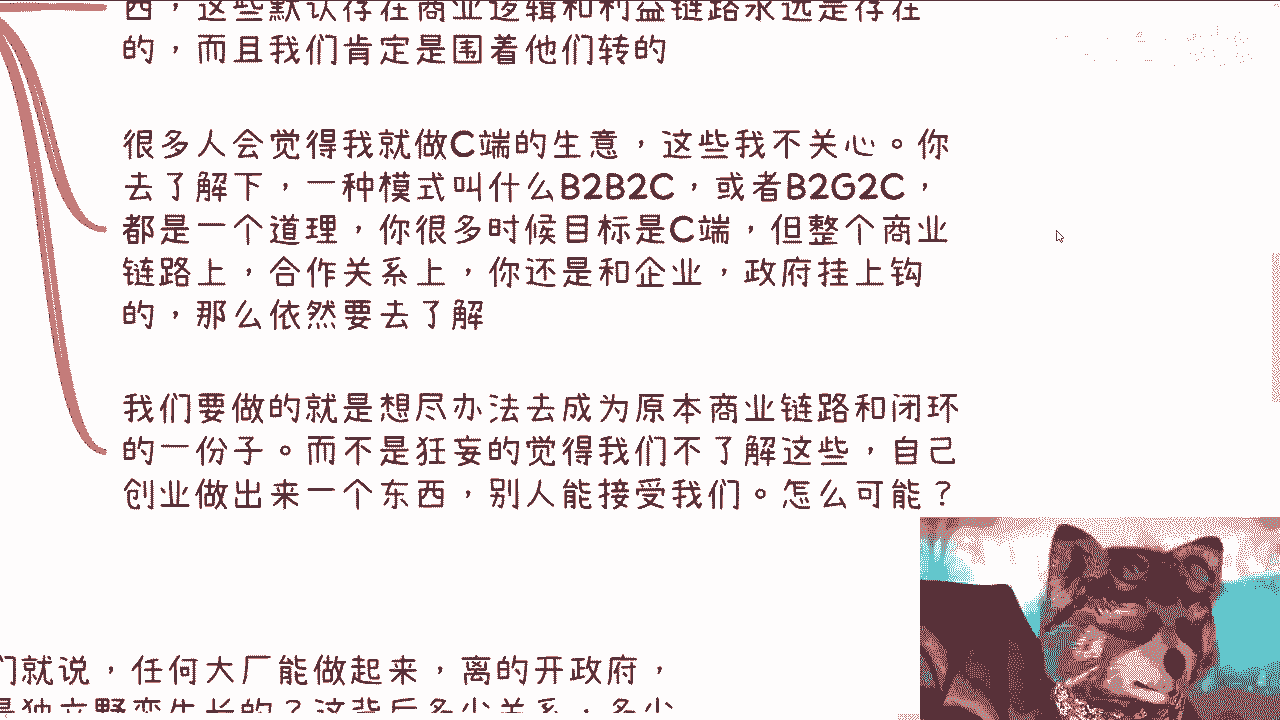 西，这些默认存在商业逻辑和利益链路永远是存在
的，而且我们肯定是围着他们转的
很多人会觉得我就做C端的生意，这些我不关心。你
去了解下，一种模式叫什么B2B2C，或者B2G2C，
都是一个道理，你很多时候目标是C端，但整个商业
链路上，合作关系上，你还是和企业，政府挂上钩
的，那么依然要去了解
我们要做的就是想尽办法去成为原本商业链路和闭环
的一份子。而不是狂妄的觉得我们不了解这些，自己
创业做出来一个东西，别人能接受我们。怎么可能？
们就说，任何大厂能做起来，离的开政府，
是独立野蛮生长的？这背后多少关系，多少